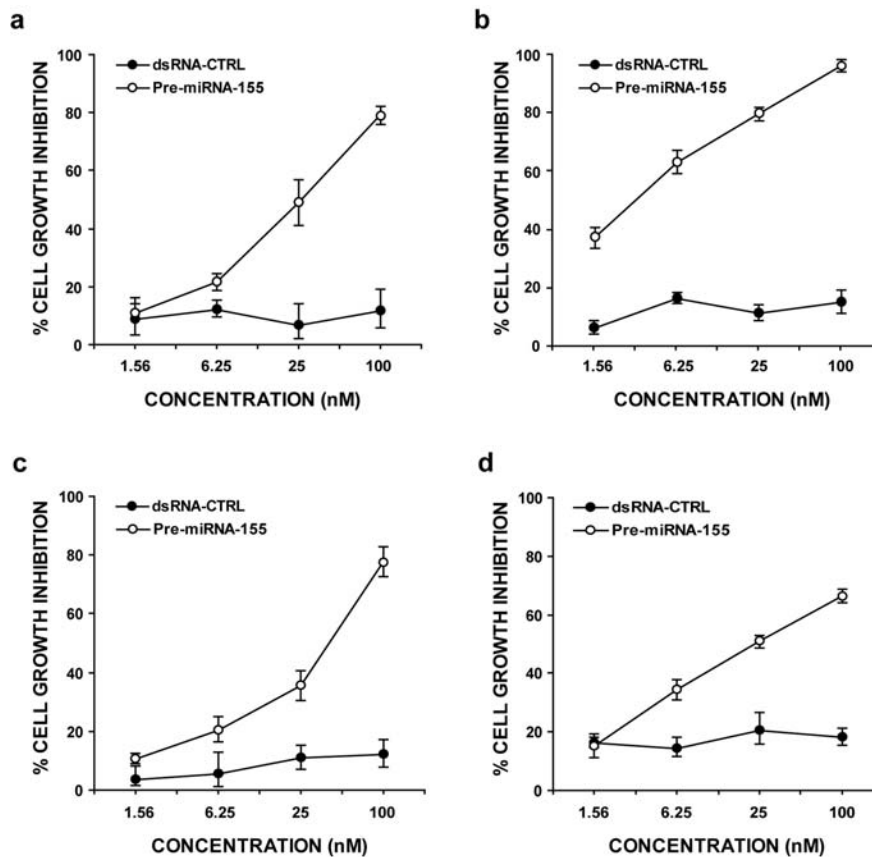 a
dsRNA-CTRL
Pre-miRNA-155
% CELL GROWTH INHIBITION
100
80
60
40
20
0
1.56 6.25 25 100
CONCENTRATION (nM)
b
dsRNA-CTRL
Pre-miRNA-155
% CELL GROWTH INHIBITION
100
80
60
40
20
0
1.56 6.25 25 100
CONCENTRATION (nM)
c
dsRNA-CTRL
Pre-miRNA-155
% CELL GROWTH INHIBITION
100
80
60
40
20
0
1.56 6.25 25 100
CONCENTRATION (nM)
d
dsRNA-CTRL
Pre-miRNA-155
% CELL GROWTH INHIBITION
100
80
60
40
20
0
1.56 6.25 25 100
CONCENTRATION (nM)